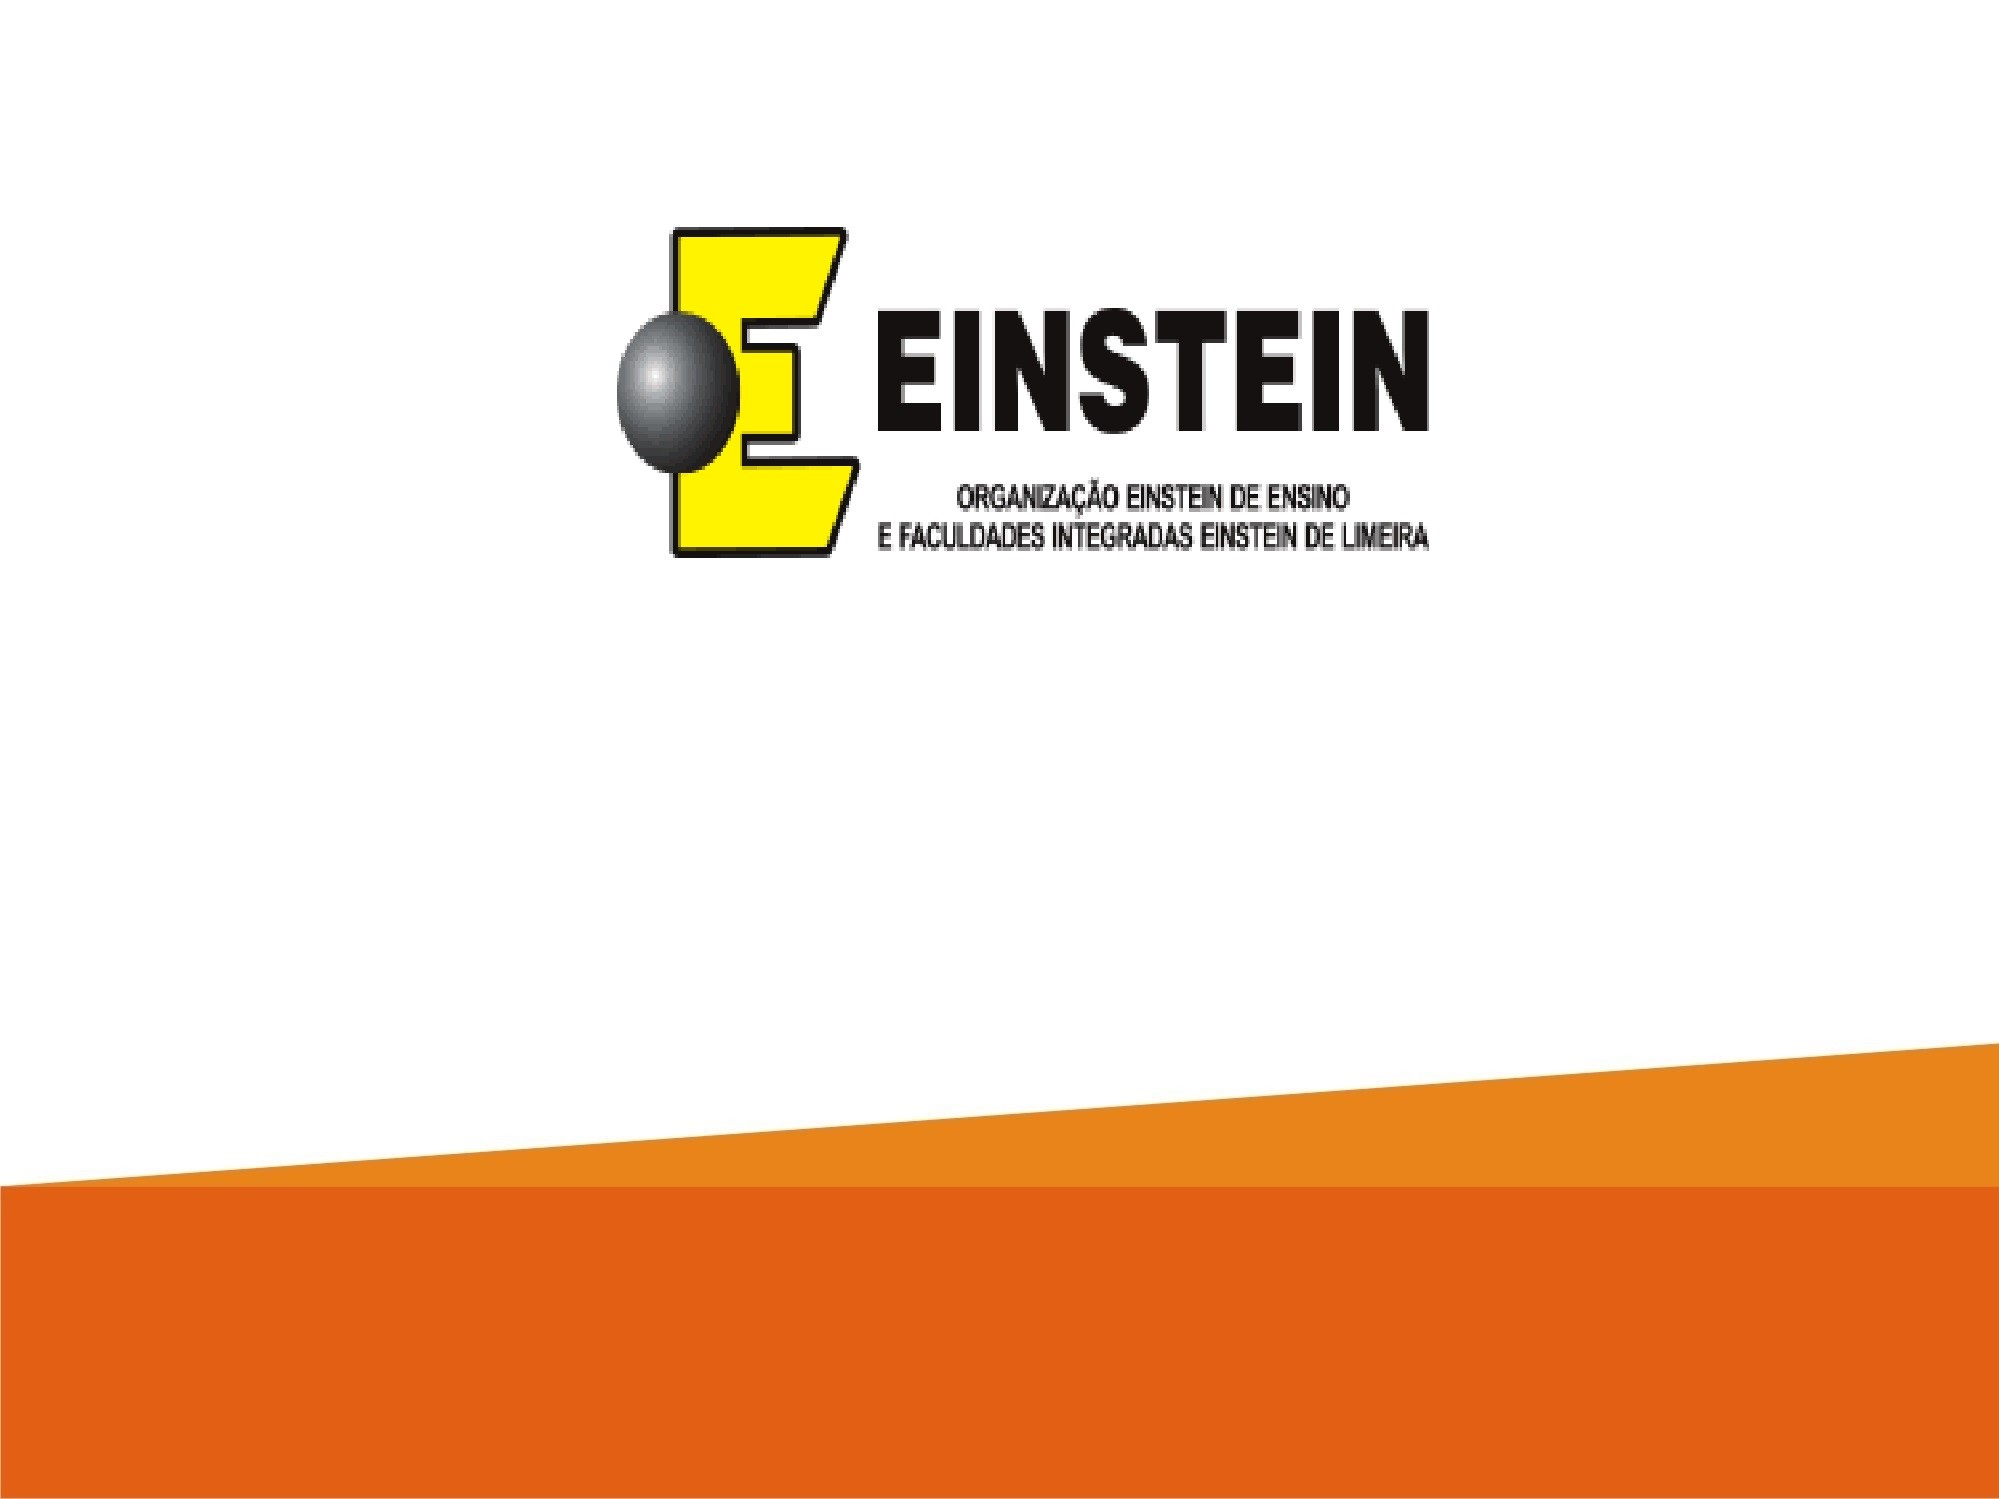 E EINSTEIN
ORGANIZAÇÃO EINSTEIN DE ENSINO
E FACULDADES INTEGRADAS EINSTEIN DE LIMEIRA